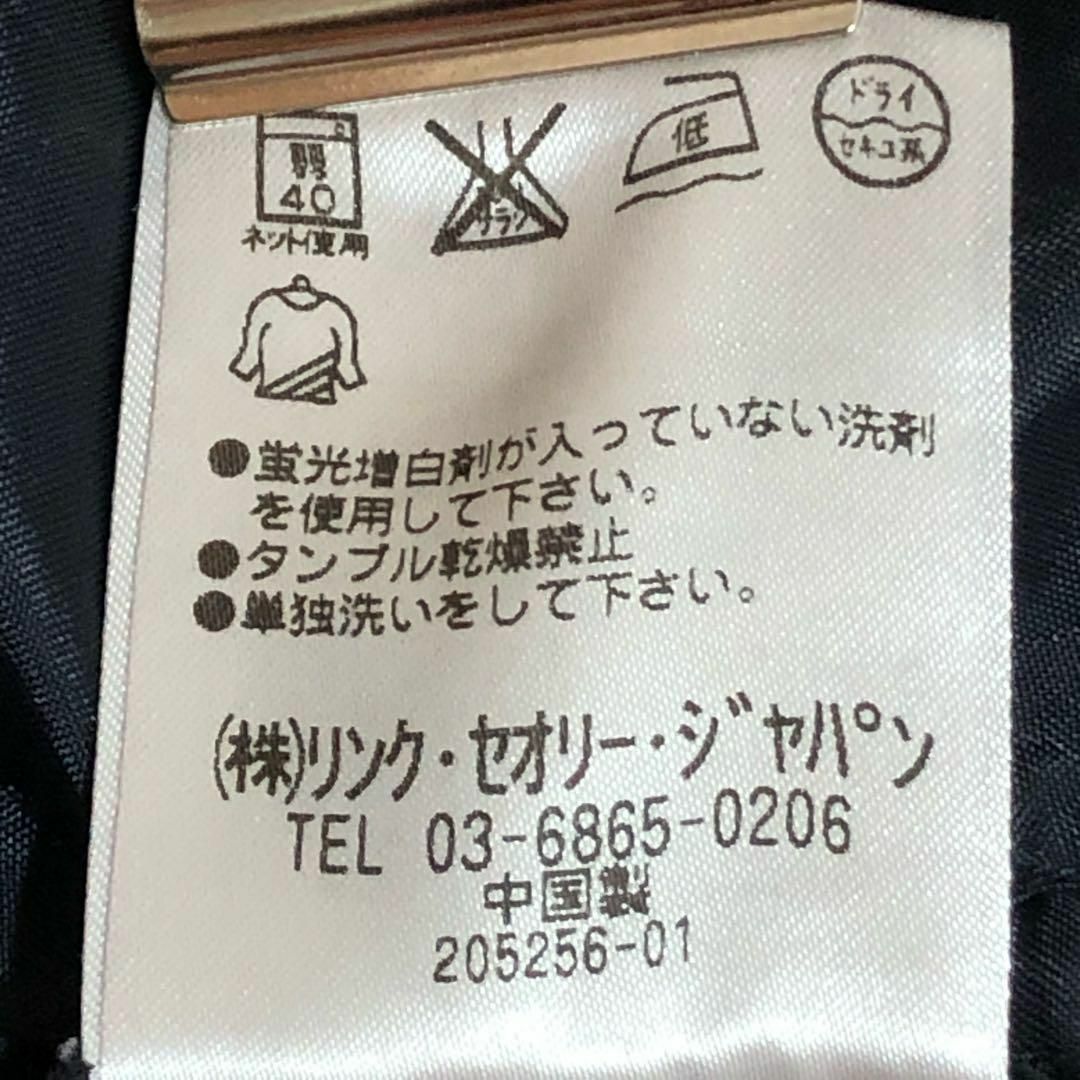 弱
40
ネット使用
サラシ
低
ドライ
セキユ系
●蛍光増白剤が入っていない洗剤
を使用して下さい。
●タンブル乾燥禁止
●単独洗いをして下さい。
(株)リンク・セオリー・ジャパン
TEL 03-6865-0206
中国製
205256-01